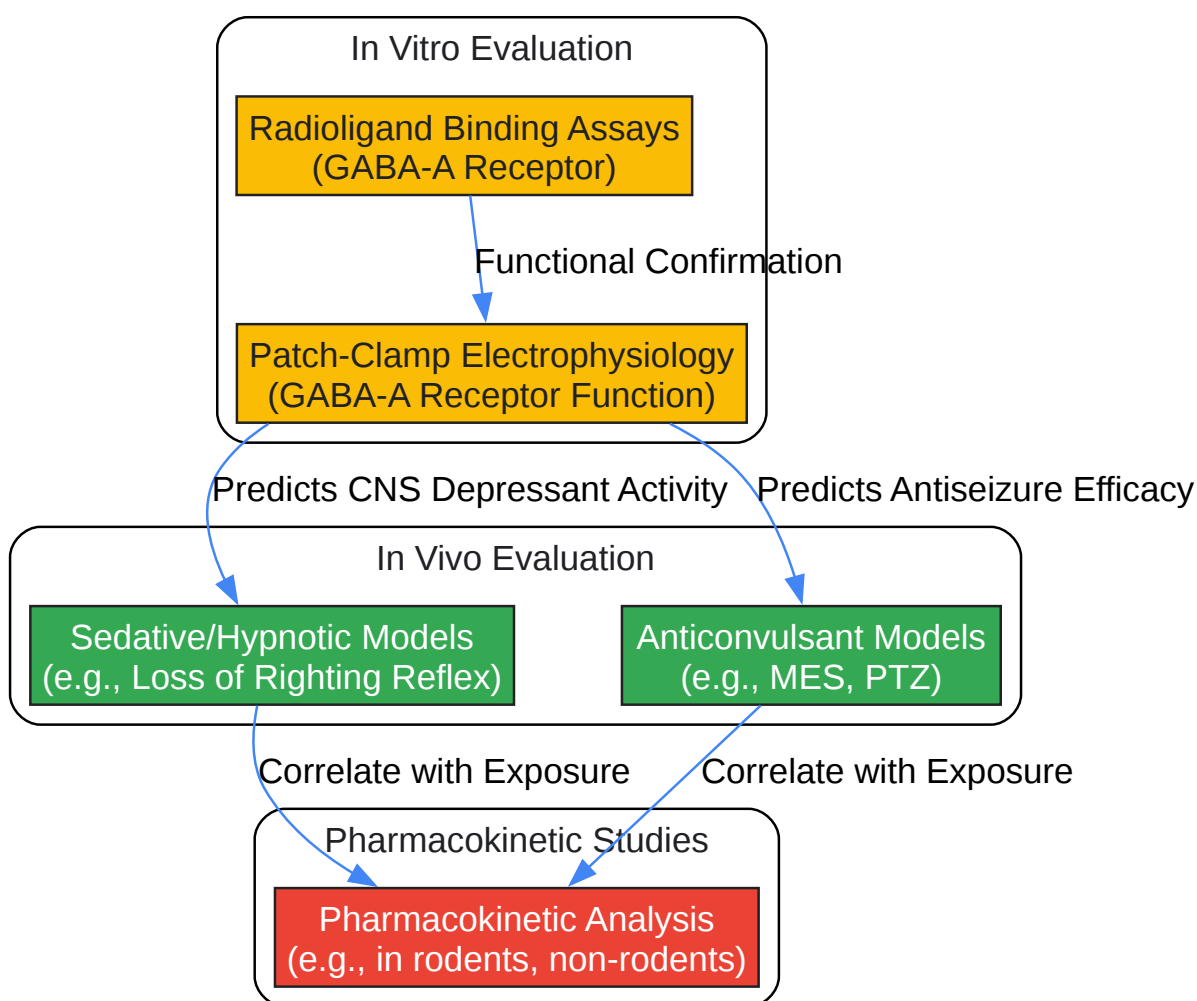 In Vitro Evaluation
Radioligand Binding Assays
(GABA-A Receptor)
Functional Confirmation
Patch-Clamp Electrophysiology
(GABA-A Receptor Function)
Predicts CNS Depressant Activity
Predicts Antiseizure Efficacy
In Vivo Evaluation
Sedative/Hypnotic Models
(e.g., Loss of Righting Reflex)
Anticonvulsant Models
(e.g., MES, PTZ)
Correlate with Exposure
Correlate with Exposure
Pharmacokinetic Studies
Pharmacokinetic Analysis
(e.g., in rodents, non-rodents)